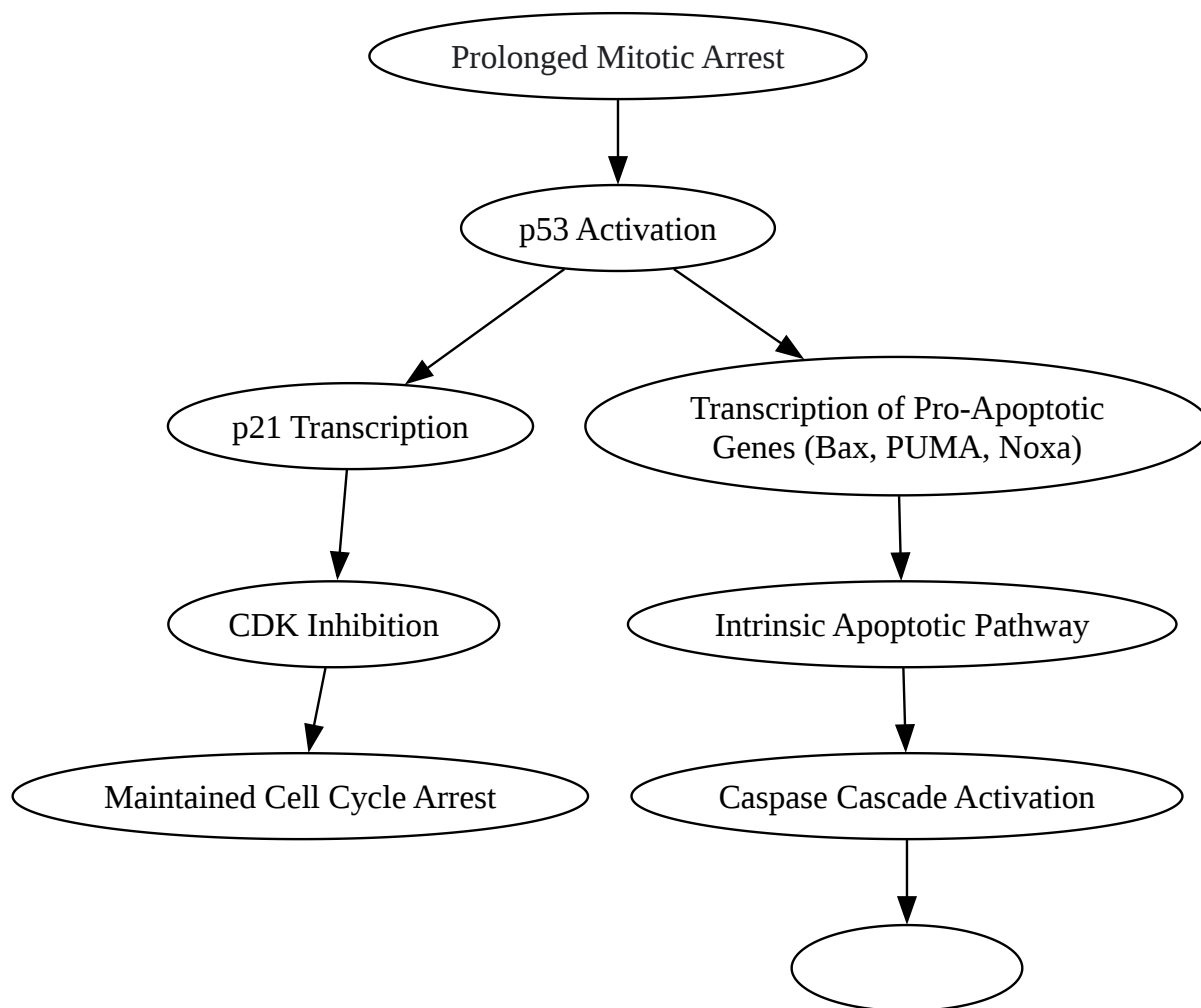 Prolonged Mitotic Arrest
p53 Activation
p21 Transcription
Transcription of Pro-Apoptotic
Genes (Bax, PUMA, Noxa)
CDK Inhibition
Intrinsic Apoptotic Pathway
Maintained Cell Cycle Arrest
Caspase Cascade Activation